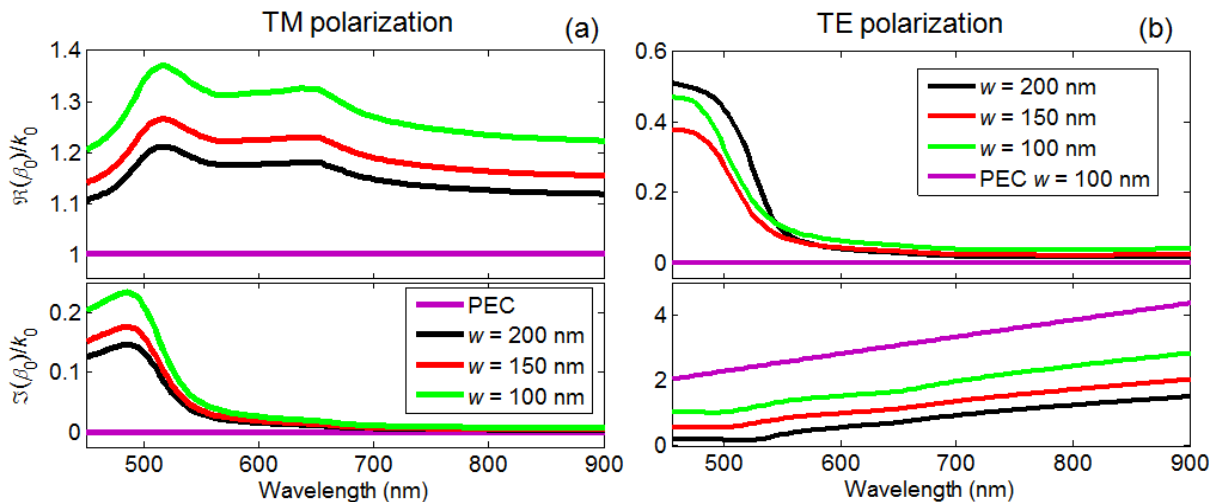 TM polarization
(a)
1.4
1.3
1.2
1.1
1
ℜ(β₀)/k₀
0.2
0.1
0
ℑ(β₀)/k₀
PEC
w = 200 nm
w = 150 nm
w = 100 nm
500 600 700 800 900
Wavelength (nm)
TE polarization
(b)
0.6
0.4
0.2
0
w = 200 nm
w = 150 nm
w = 100 nm
PEC w = 100 nm
4
2
0
500 600 700 800 900
Wavelength (nm)